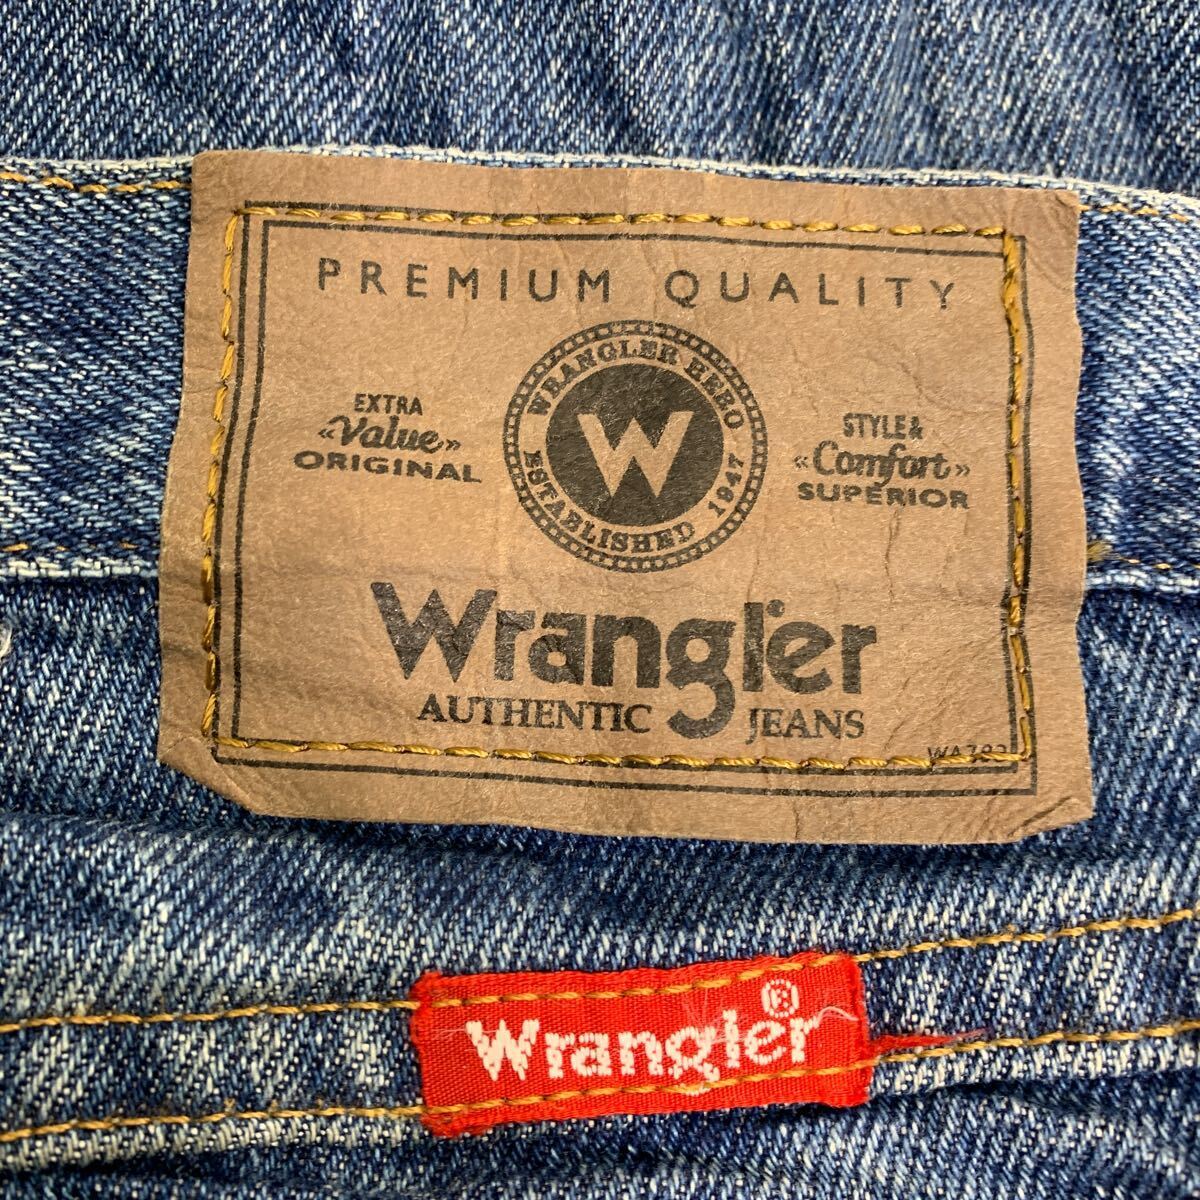 PREMIUM QUALITY
EXTRA
«Value»
ORIGINAL
WRANGLER HERO
W
ESTABLISHED 1947
STYLE &
«Comfort»
SUPERIOR
Wrangler
AUTHENTIC JEANS
Wrangler®